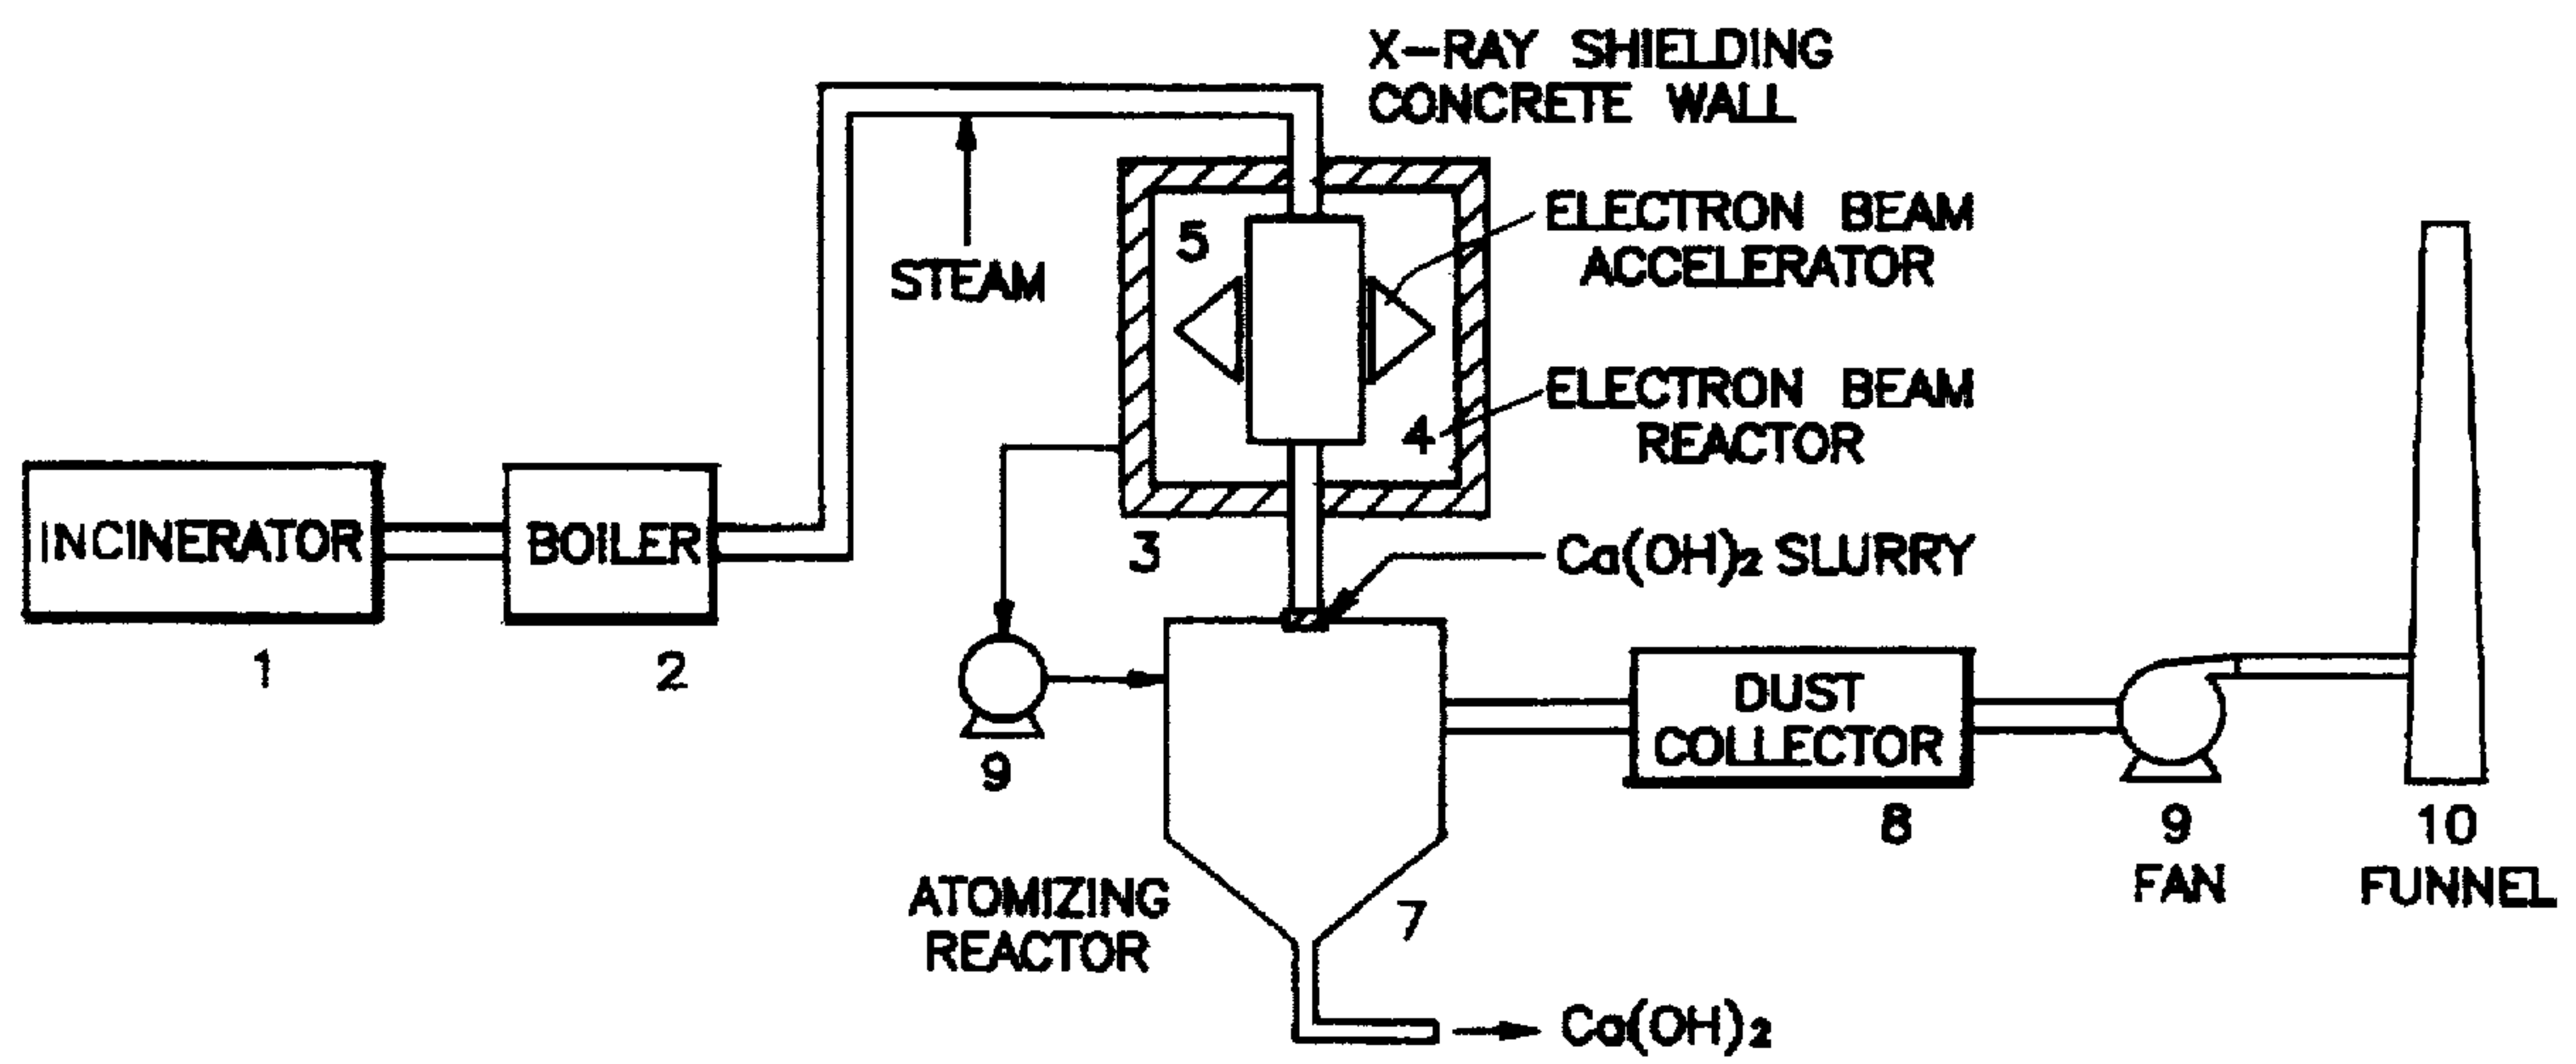 X-RAY SHIELDING
CONCRETE WALL
STEAM
5
ELECTRON BEAM
ACCELERATOR
4
ELECTRON BEAM
REACTOR
INCINERATOR
1
BOILER
2
3
Ca(OH)₂ SLURRY
9
ATOMIZING
REACTOR
7
DUST
COLLECTOR
8
9
FAN
10
FUNNEL
Ca(OH)₂